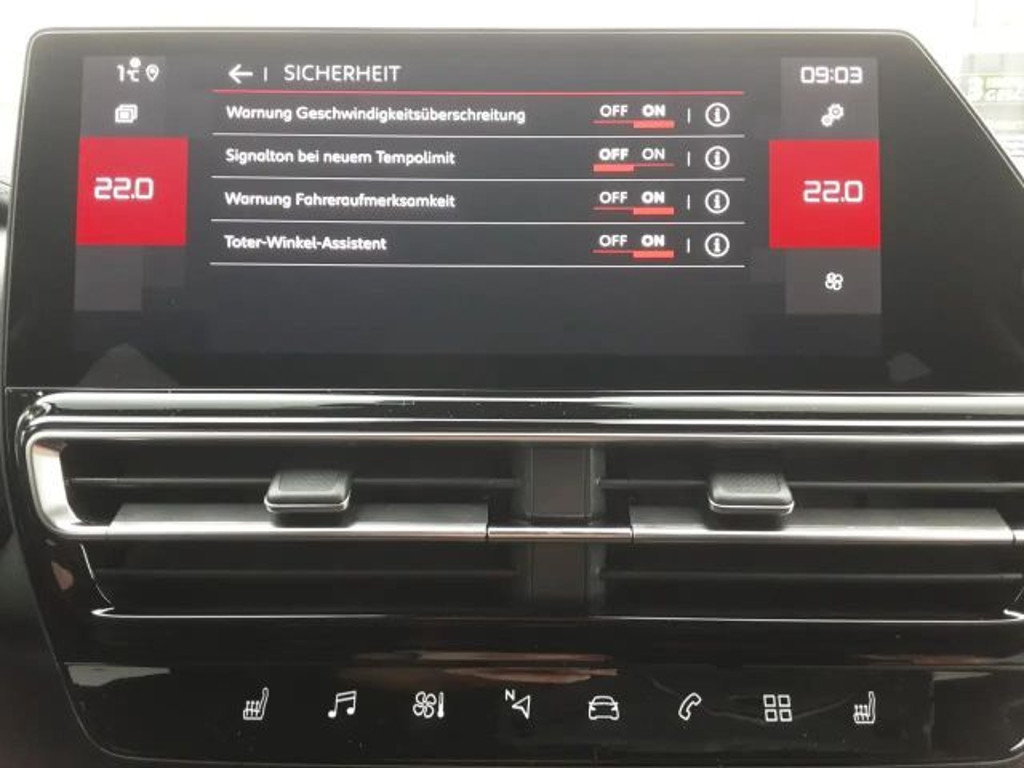 1°C
SICHERHEIT
09:03
Warnung Geschwindigkeitsüberschreitung OFF ON
22.0
Signalton bei neuem Tempolimit OFF ON
22.0
Warnung Fahreraufmerksamkeit OFF ON
Toter-Winkel-Assistent OFF ON
N